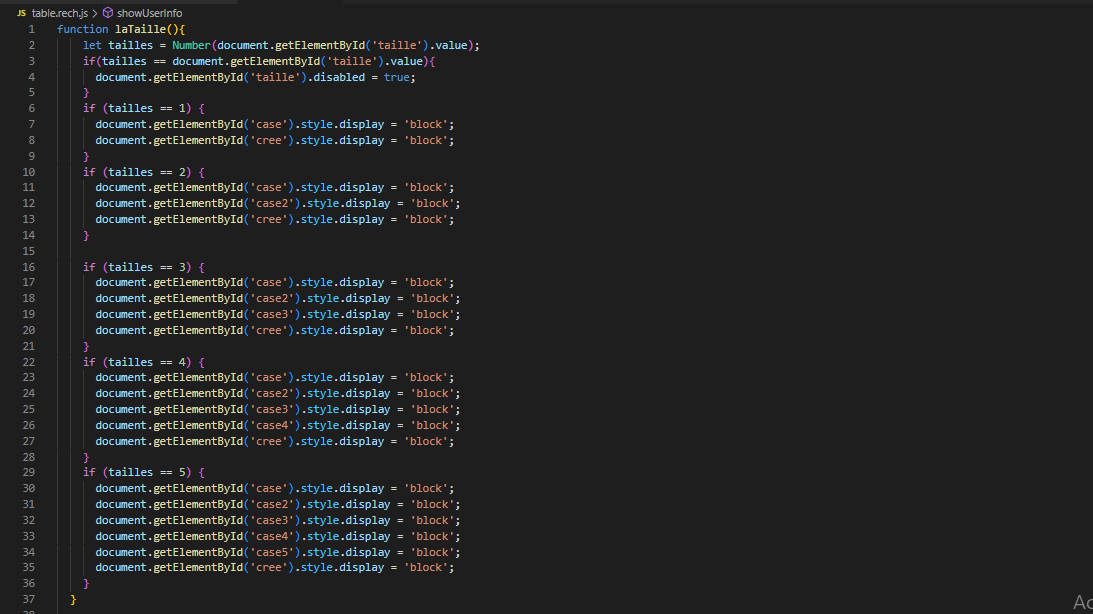 JS table.rech.js > showUserInfo
1 function laTaille(){
2 let tailles = Number(document.getElementById('taille').value);
3 if(tailles == document.getElementById('taille').value){
4 document.getElementById('taille').disabled = true;
5 }
6 if (tailles == 1) {
7 document.getElementById('case').style.display = 'block';
8 document.getElementById('cree').style.display = 'block';
9 }
10 if (tailles == 2) {
11 document.getElementById('case').style.display = 'block';
12 document.getElementById('case2').style.display = 'block';
13 document.getElementById('cree').style.display = 'block';
14 }
15
16 if (tailles == 3) {
17 document.getElementById('case').style.display = 'block';
18 document.getElementById('case2').style.display = 'block';
19 document.getElementById('case3').style.display = 'block';
20 document.getElementById('cree').style.display = 'block';
21 }
22 if (tailles == 4) {
23 document.getElementById('case').style.display = 'block';
24 document.getElementById('case2').style.display = 'block';
25 document.getElementById('case3').style.display = 'block';
26 document.getElementById('case4').style.display = 'block';
27 document.getElementById('cree').style.display = 'block';
28 }
29 if (tailles == 5) {
30 document.getElementById('case').style.display = 'block';
31 document.getElementById('case2').style.display = 'block';
32 document.getElementById('case3').style.display = 'block';
33 document.getElementById('case4').style.display = 'block';
34 document.getElementById('case5').style.display = 'block';
35 document.getElementById('cree').style.display = 'block';
36 }
37 }